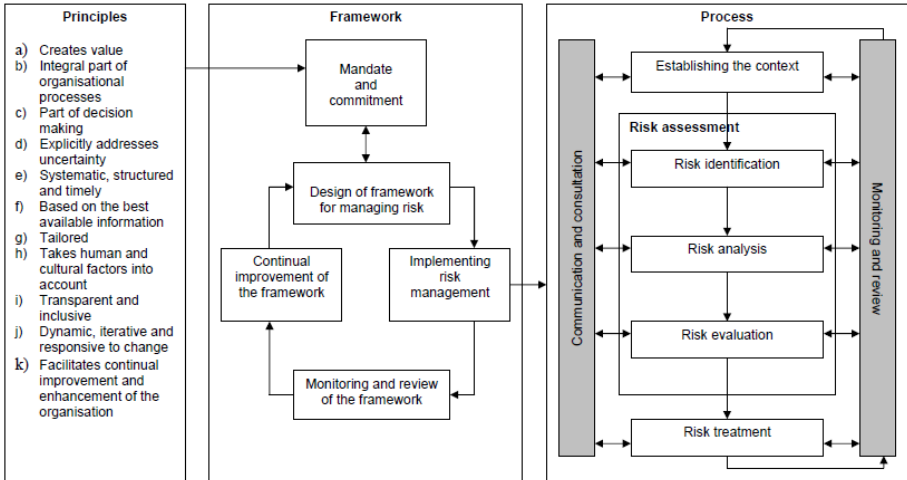 Principles
a) Creates value
b) Integral part of
organisational
processes
c) Part of decision
making
d) Explicitly addresses
uncertainty
e) Systematic, structured
and timely
f) Based on the best
available information
g) Tailored
h) Takes human and
cultural factors into
account
i) Transparent and
inclusive
j) Dynamic, iterative and
responsive to change
k) Facilitates continual
improvement and
enhancement of the
organisation
Framework
Mandate
and
commitment
Design of framework
for managing risk
Continual
improvement of
the framework
Implementing
risk
management
Monitoring and review
of the framework
Process
Communication and consultation
Establishing the context
Risk assessment
Risk identification
Risk analysis
Risk evaluation
Risk treatment
Monitoring and review